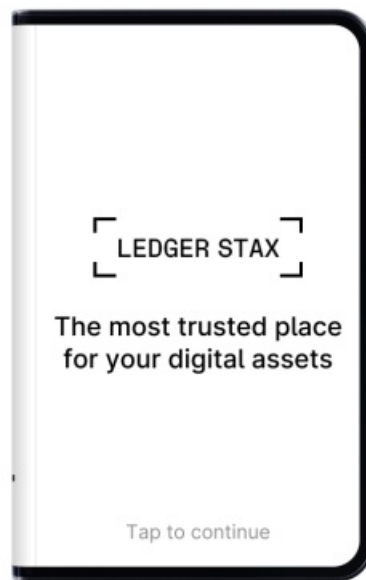 LEDGER STAX
The most trusted place
for your digital assets
Tap to continue